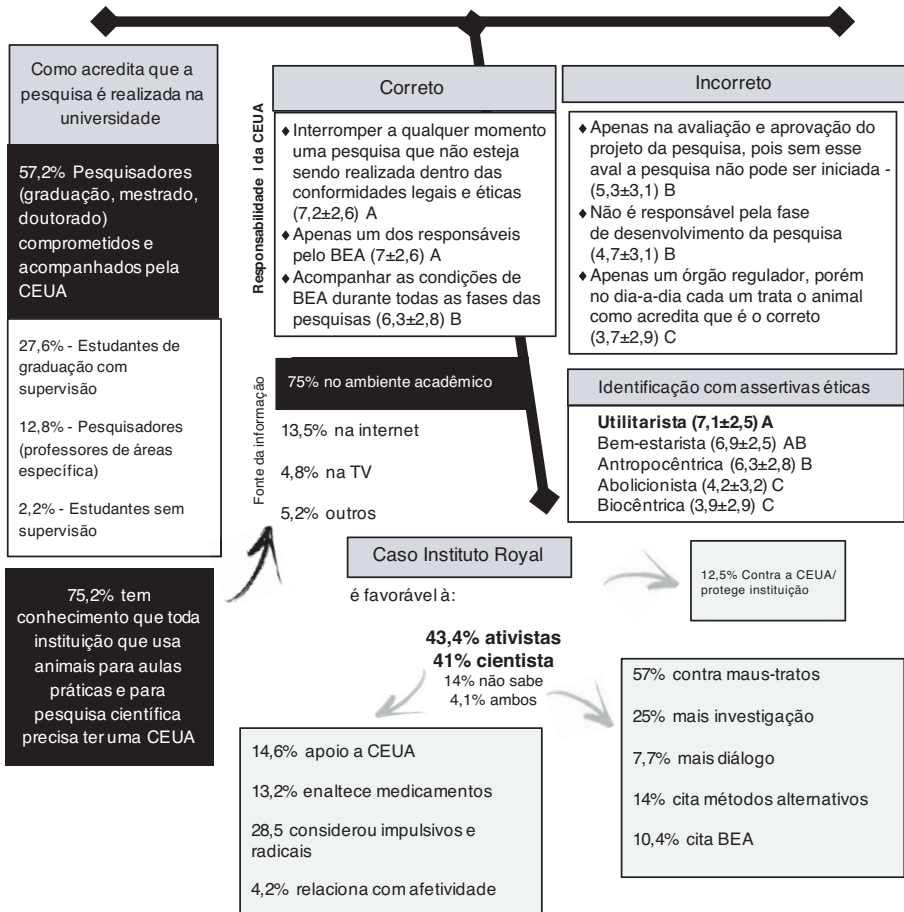 Como acredita que a
pesquisa é realizada na
universidade
57,2% Pesquisadores
(graduação, mestrado,
doutorado)
comprometidos e
acompanhados pela
CEUA
27,6% - Estudantes de
graduação com
supervisão
12,8% - Pesquisadores
(professores de áreas
específica)
2,2% - Estudantes sem
supervisão
75,2% tem
conhecimento que toda
instituição que usa
animais para aulas
práticas e para
pesquisa científica
precisa ter uma CEUA
Responsabilidade I da CEUA
Correto
♦ Interromper a qualquer momento
uma pesquisa que não esteja
sendo realizada dentro das
conformidades legais e éticas
(7,2±2,6) A
♦ Apenas um dos responsáveis
pelo BEA (7±2,6) A
♦ Acompanhar as condições de
BEA durante todas as fases das
pesquisas (6,3±2,8) B
Incorreto
♦ Apenas na avaliação e aprovação do
projeto da pesquisa, pois sem esse
aval a pesquisa não pode ser iniciada -
(5,3±3,1) B
♦ Não é responsável pela fase
de desenvolvimento da pesquisa
(4,7±3,1) B
♦ Apenas um órgão regulador, porém
no dia-a-dia cada um trata o animal
como acredita que é o correto
(3,7±2,9) C
Fonte da informação
75% no ambiente acadêmico
13,5% na internet
4,8% na TV
5,2% outros
Identificação com assertivas éticas
Utilitarista (7,1±2,5) A
Bem-estarista (6,9±2,5) AB
Antropocêntrica (6,3±2,8) B
Abolicionista (4,2±3,2) C
Biocêntrica (3,9±2,9) C
Caso Instituto Royal
é favorável à:
43,4% ativistas
41% cientista
14% não sabe
4,1% ambos
12,5% Contra a CEUA/
protege instituição
14,6% apoio a CEUA
13,2% enaltece medicamentos
28,5 considerou impulsivos e
radicais
4,2% relaciona com afetividade
57% contra maus-tratos
25% mais investigação
7,7% mais diálogo
14% cita métodos alternativos
10,4% cita BEA